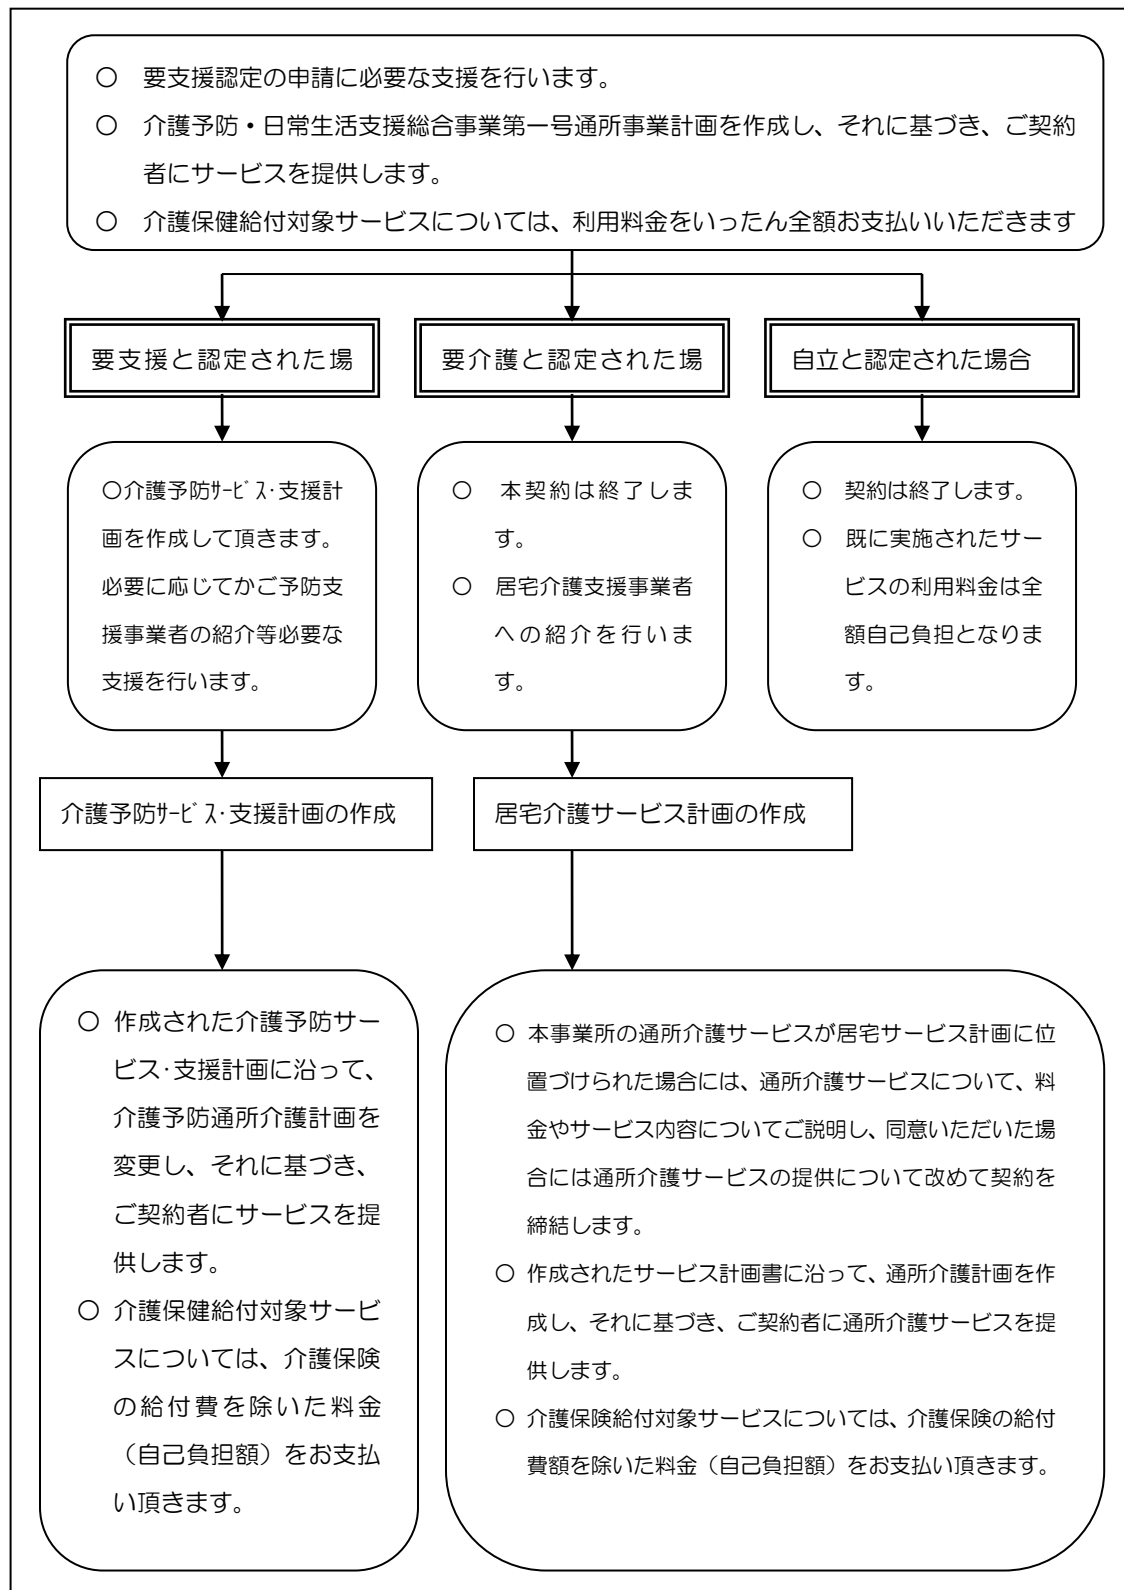 ○ 要支援認定の申請に必要な支援を行います。
○ 介護予防・日常生活支援総合事業第一号通所事業計画を作成し、それに基づき、ご契約
者にサービスを提供します。
○ 介護保健給付対象サービスについては、利用料金をいったん全額お支払いいただきます
要支援と認定された場
要介護と認定された場
自立と認定された場合
○介護予防ｻｰﾋﾞｽ･支援計
画を作成して頂きます。
必要に応じてかご予防支
援事業者の紹介等必要な
支援を行います。
○ 本契約は終了しま
す。
○ 居宅介護支援事業者
への紹介を行いま
す。
○ 契約は終了します。
○ 既に実施されたサー
ビスの利用料金は全
額自己負担となりま
す。
介護予防ｻｰﾋﾞｽ･支援計画の作成
居宅介護サービス計画の作成
○ 作成された介護予防サー
ビス･支援計画に沿って、
介護予防通所介護計画を
変更し、それに基づき、
ご契約者にサービスを提
供します。
○ 介護保健給付対象サービ
スについては、介護保険
の給付費を除いた料金
（自己負担額）をお支払
い頂きます。
○ 本事業所の通所介護サービスが居宅サービス計画に位
置づけられた場合には、通所介護サービスについて、料
金やサービス内容についてご説明し、同意いただいた場
合には通所介護サービスの提供について改めて契約を
締結します。
○ 作成されたサービス計画書に沿って、通所介護計画を作
成し、それに基づき、ご契約者に通所介護サービスを提
供します。
○ 介護保険給付対象サービスについては、介護保険の給付
費額を除いた料金（自己負担額）をお支払い頂きます。